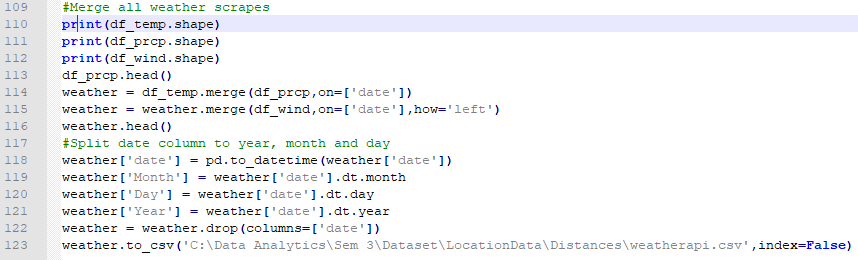 109 #Merge all weather scrapes
110 print(df_temp.shape)
111 print(df_prcp.shape)
112 print(df_wind.shape)
113 df_prcp.head()
114 weather = df_temp.merge(df_prcp,on=['date'])
115 weather = weather.merge(df_wind,on=['date'],how='left')
116 weather.head()
117 #Split date column to year, month and day
118 weather['date'] = pd.to_datetime(weather['date'])
119 weather['Month'] = weather['date'].dt.month
120 weather['Day'] = weather['date'].dt.day
121 weather['Year'] = weather['date'].dt.year
122 weather = weather.drop(columns=['date'])
123 weather.to_csv('C:\Data Analytics\Sem 3\Dataset\LocationData\Distances\weatherapi.csv',index=False)